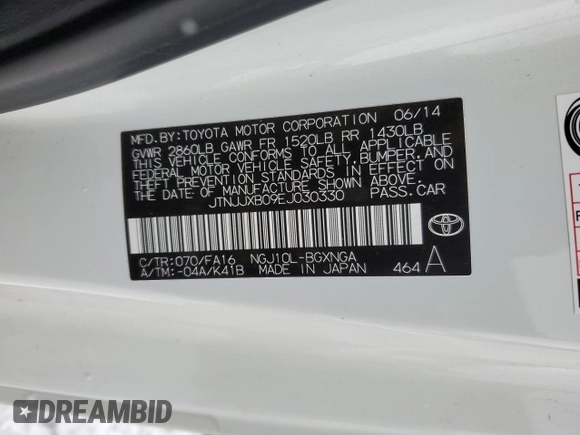 MFD.BY:TOYOTA MOTOR CORPORATION 06/14
GVWR 2860LB GAWR FR 1520LB RR 1430LB
THIS VEHICLE CONFORMS TO ALL APPLICABLE
FEDERAL MOTOR VEHICLE SAFETY,BUMPER,AND
THEFT PREVENTION STANDARDS IN EFFECT ON
THE DATE OF MANUFACTURE SHOWN ABOVE.
JTNJJXB09EJ030330 PASS.CAR
C/TR:070/FA16 NGJ10L-BGXNGA
A/TM:-04A/K41B MADE IN JAPAN 464 A
DREAMBID